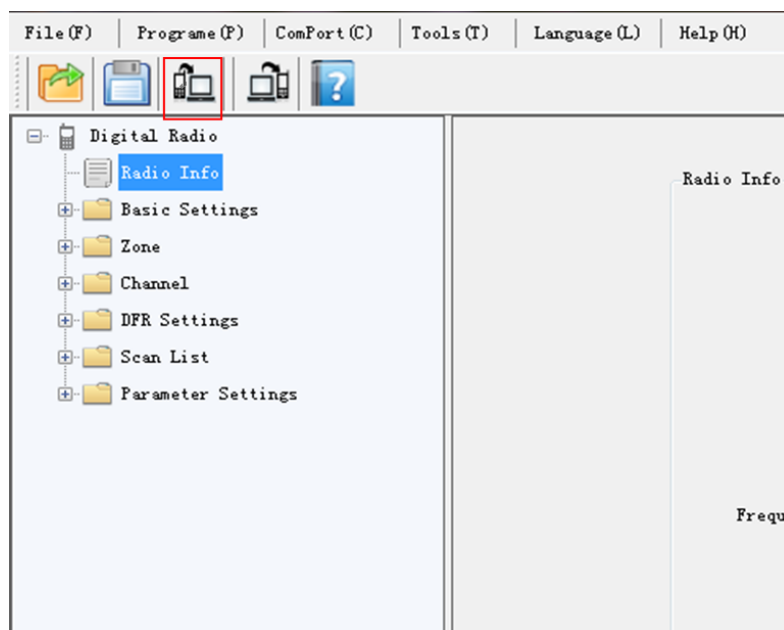 File(F) Programe(P) ComPort(C) Tools(T) Language(L) Help(H)
?
Digital Radio
Radio Info
Basic Settings
Zone
Channel
DFR Settings
Scan List
Parameter Settings
Radio Info
Frequ